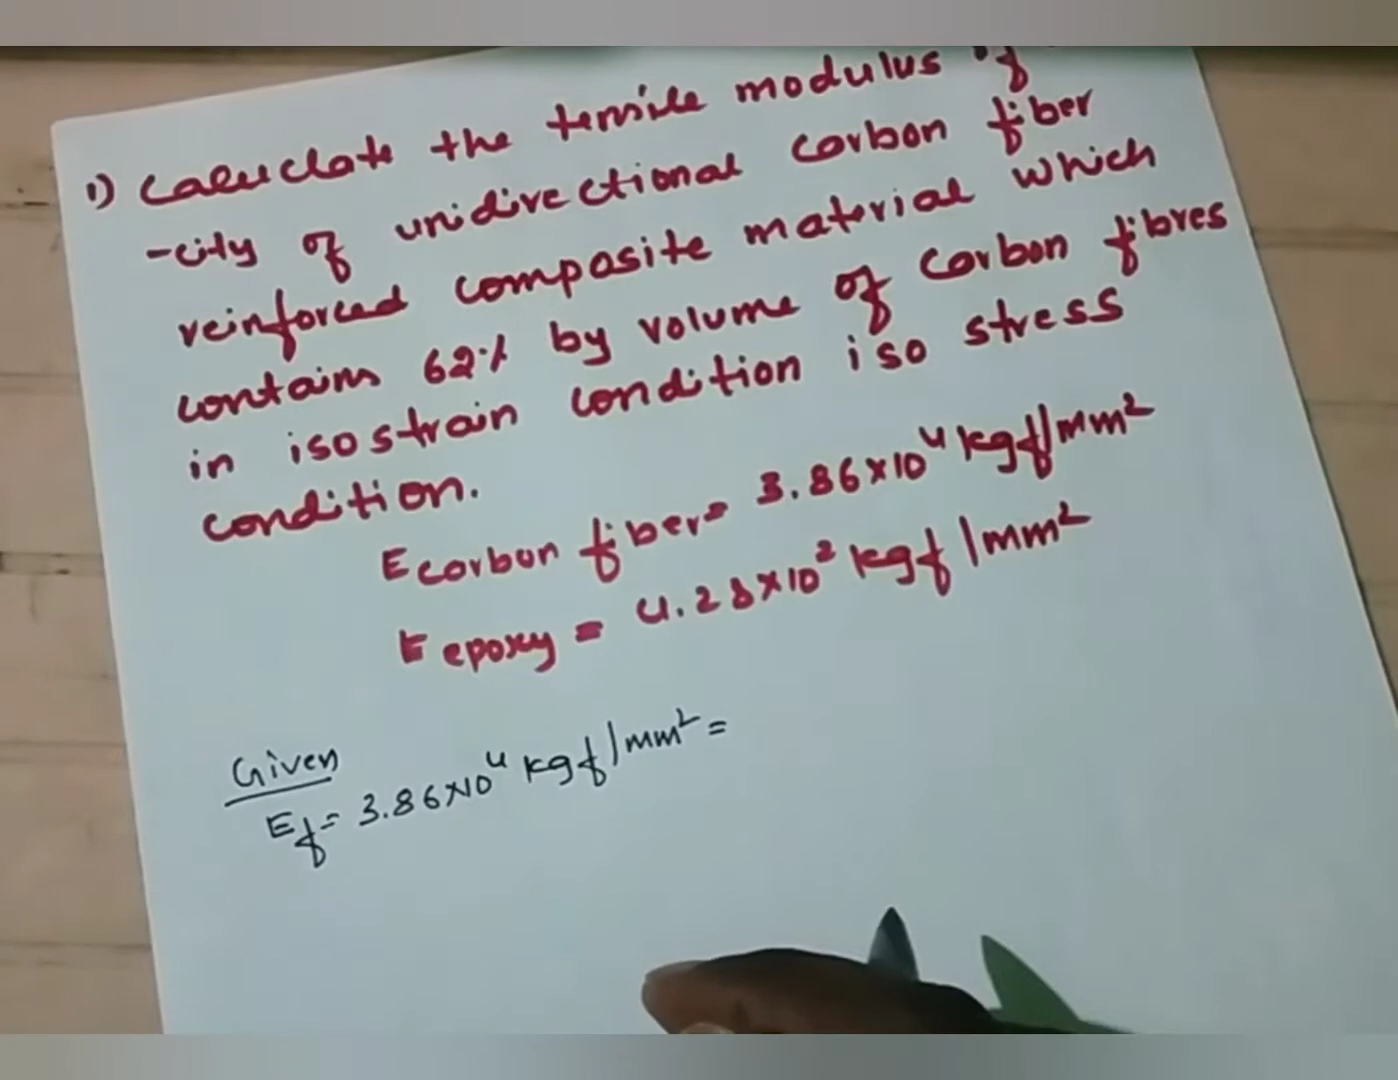 1) Caluclate the tensile modulus of
-city of unidirectional carbon fiber
reinforced composite material which
contains 62% by volume of carbon fibres
in isostrain condition iso stress
condition.
E carbon fiber = 3.86×10⁴ kgf/mm²
E epoxy = 4.28×10² kgf/mm²
Given
Ef = 3.86×10⁴ kgf/mm² =